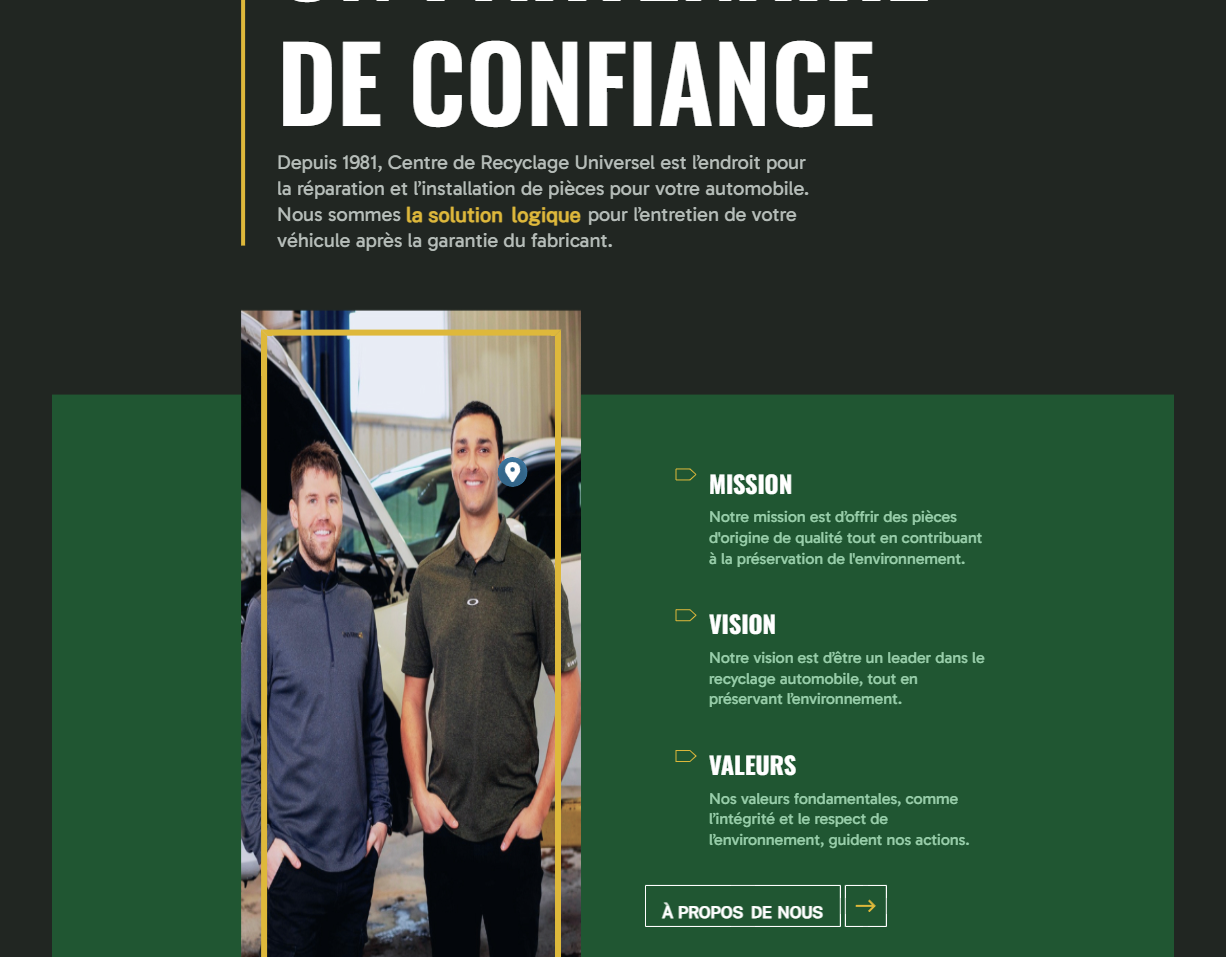 DE CONFIANCE
Depuis 1981, Centre de Recyclage Universel est l’endroit pour
la réparation et l’installation de pièces pour votre automobile.
Nous sommes la solution logique pour l’entretien de votre
véhicule après la garantie du fabricant.
MISSION
Notre mission est d’offrir des pièces
d'origine de qualité tout en contribuant
à la préservation de l'environnement.
VISION
Notre vision est d’être un leader dans le
recyclage automobile, tout en
préservant l’environnement.
VALEURS
Nos valeurs fondamentales, comme
l’intégrité et le respect de
l’environnement, guident nos actions.
À PROPOS DE NOUS